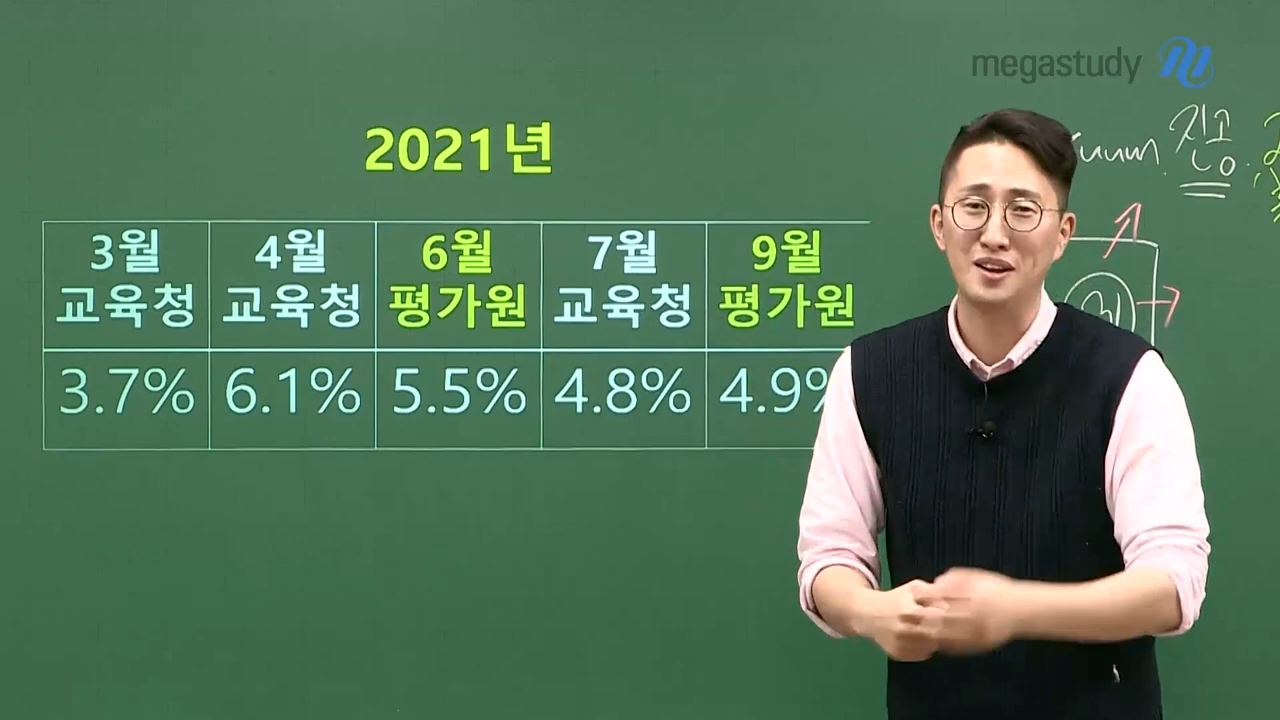 megastudy
2021년
3월 교육청 4월 교육청 6월 평가원 7월 교육청 9월 평가원
3.7% 6.1% 5.5% 4.8% 4.9%